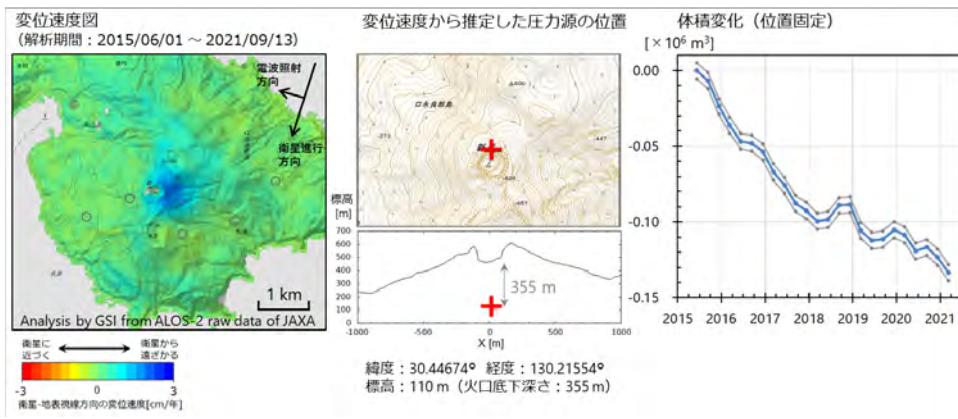 変位速度図
(解析期間:2015/06/01 ~ 2021/09/13)
電波照射
方向
衛星進行
方向
1 km
Analysis by GSI from ALOS-2 raw data of JAXA
衛星に
近づく
衛星から
遠ざかる
-3
0
3
衛星-地表視線方向の変位速度[cm/年]
変位速度から推定した圧力源の位置
口永良部島
標高
[m]
700
600
500
400
300
200
100
0
355 m
-1000
-500
0
500
1000
X [m]
緯度:30.44674º 経度:130.21554º
標高:110 m(火口底下深さ:355 m)
体積変化(位置固定)
[×10⁶ m³]
0.00
-0.05
-0.10
-0.15
2015 2016 2017 2018 2019 2020 2021